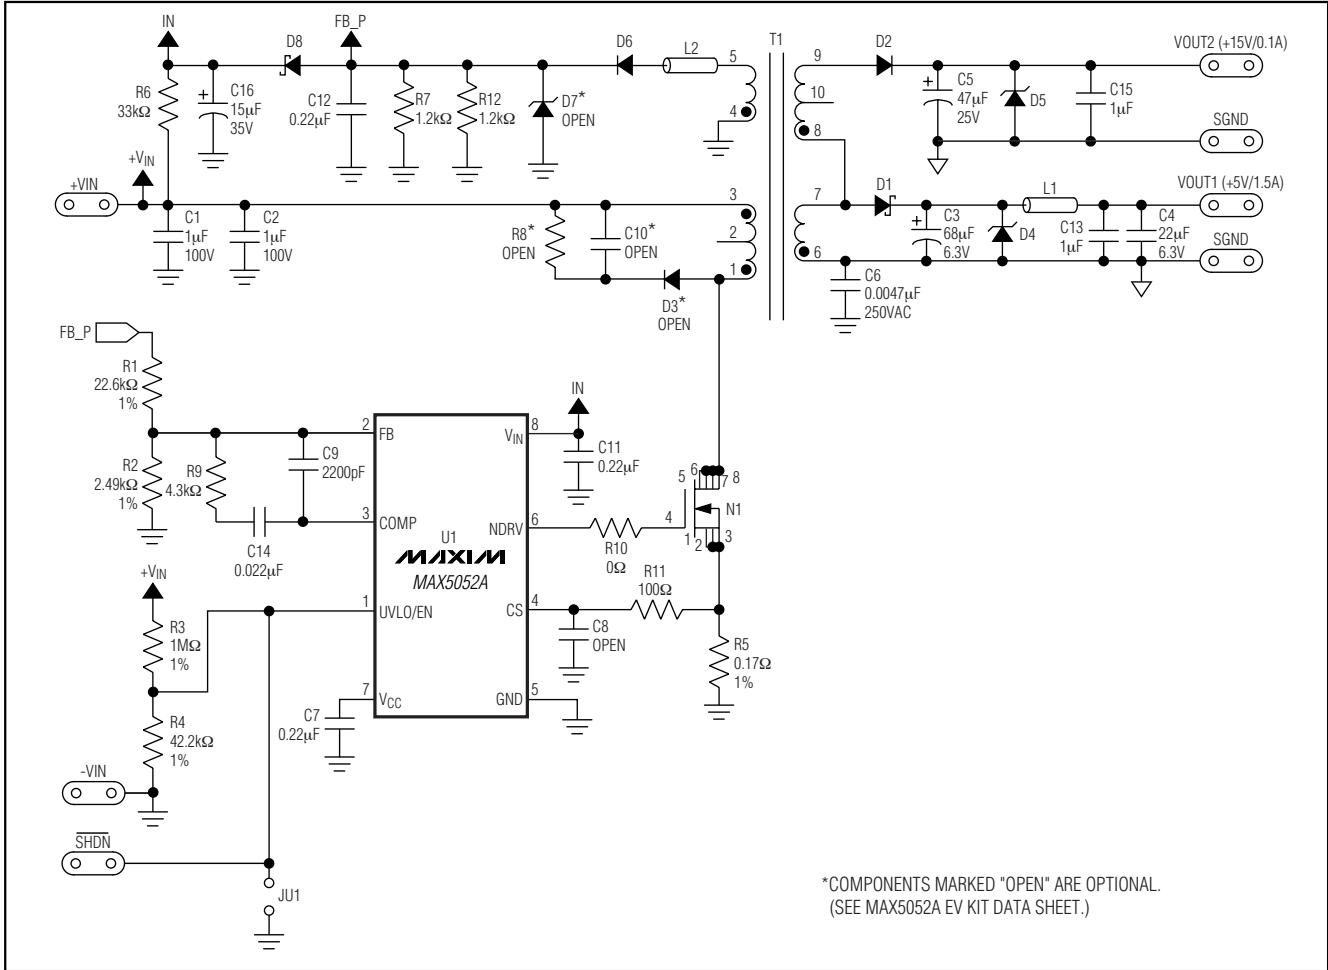 IN
FB_P
D8
D6
L2
5
T1
9
D2
VOUT2 (+15V/0.1A)
R6
33kΩ
+
C16
15μF
35V
C12
0.22μF
R7
1.2kΩ
R12
1.2kΩ
D7*
OPEN
4
10
8
+
C5
47μF
25V
D5
C15
1μF
SGND
+VIN
+VIN
C1
1μF
100V
C2
1μF
100V
R8*
OPEN
C10*
OPEN
D3*
OPEN
3
2
1
7
6
D1
+
C3
68μF
6.3V
D4
L1
C13
1μF
C4
22μF
6.3V
VOUT1 (+5V/1.5A)
SGND
C6
0.0047μF
250VAC
FB_P
R1
22.6kΩ
1%
R2
2.49kΩ
1%
R9
4.3kΩ
C9
2200pF
C14
0.022μF
2
FB
3
COMP
1
UVLO/EN
7
VCC
U1
MAXIM
MAX5052A
VIN
8
NDRV
6
CS
4
GND
5
IN
C11
0.22μF
R10
0Ω
4
5
6
7
8
N1
1
2
3
R11
100Ω
C8
OPEN
R5
0.17Ω
1%
+VIN
R3
1MΩ
1%
R4
42.2kΩ
1%
C7
0.22μF
-VIN
SHDN
JU1
*COMPONENTS MARKED "OPEN" ARE OPTIONAL.
(SEE MAX5052A EV KIT DATA SHEET.)